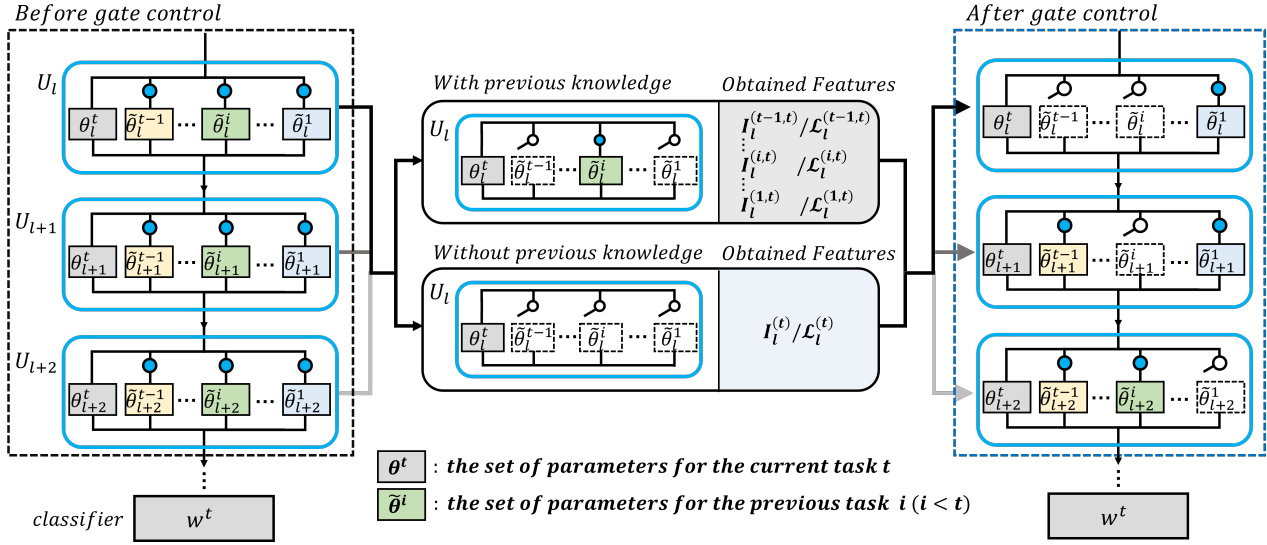 Before gate control
U_l
θ_l^t θ̃_l^{t−1} ⋯ θ̃_l^i ⋯ θ̃_l^1
U_{l+1}
θ_{l+1}^t θ̃_{l+1}^{t−1} ⋯ θ̃_{l+1}^i ⋯ θ̃_{l+1}^1
U_{l+2}
θ_{l+2}^t θ̃_{l+2}^{t−1} ⋯ θ̃_{l+2}^i ⋯ θ̃_{l+2}^1
classifier w^t
With previous knowledge
U_l
θ_l^t θ̃_l^{t−1} ⋯ θ̃_l^i ⋯ θ̃_l^1
Obtained Features
I_l^{(t−1,t)}/ℒ_l^{(t−1,t)}
I_l^{(i,t)} /ℒ_l^{(i,t)}
I_l^{(1,t)} /ℒ_l^{(1,t)}
Without previous knowledge
U_l
θ_l^t θ̃_l^{t−1} ⋯ θ̃_l^i ⋯ θ̃_l^1
Obtained Features
I_l^{(t)}/ℒ_l^{(t)}
θ^t : the set of parameters for the current task t
θ̃^i : the set of parameters for the previous task i (i < t)
After gate control
θ_l^t θ̃_l^{t−1} ⋯ θ̃_l^i ⋯ θ̃_l^1
θ_{l+1}^t θ̃_{l+1}^{t−1} ⋯ θ̃_{l+1}^i ⋯ θ̃_{l+1}^1
θ_{l+2}^t θ̃_{l+2}^{t−1} ⋯ θ̃_{l+2}^i ⋯ θ̃_{l+2}^1
w^t